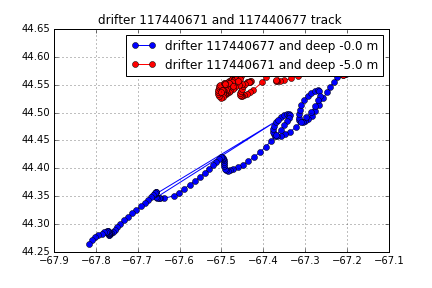 drifter 117440671 and 117440677 track
drifter 117440677 and deep -0.0 m
drifter 117440671 and deep -5.0 m
44.65
44.60
44.55
44.50
44.45
44.40
44.35
44.30
44.25
−67.9 −67.8 −67.7 −67.6 −67.5 −67.4 −67.3 −67.2 −67.1